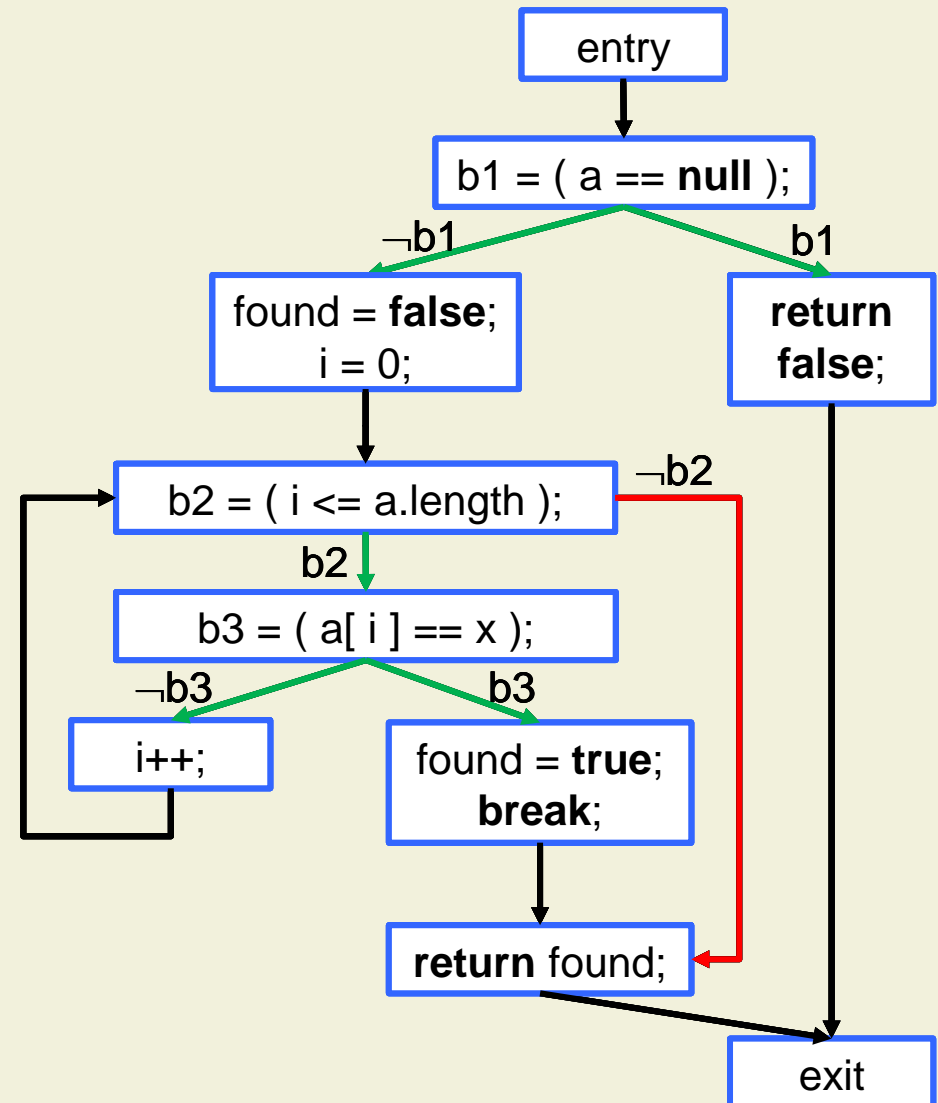 entry
b1 = ( a == null );
¬b1
b1
found = false;
i = 0;
return
false;
b2 = ( i <= a.length );
¬b2
b2
b3 = ( a[ i ] == x );
¬b3
b3
i++;
found = true;
break;
return found;
exit